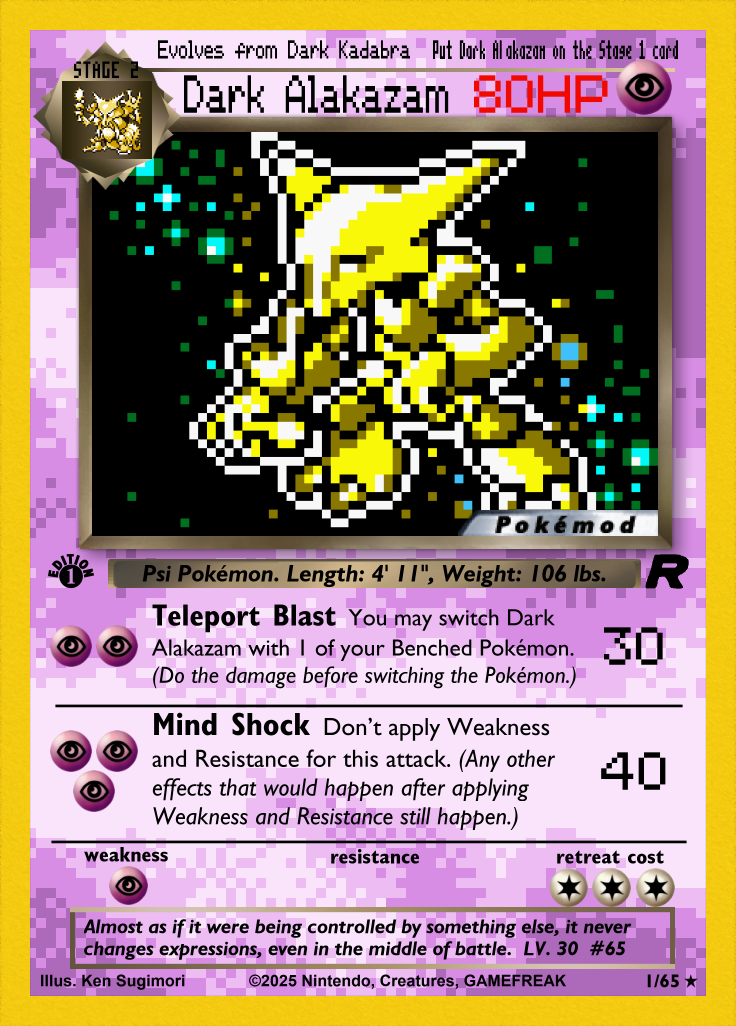 Evolves from Dark Kadabra Put Dark Alakazam on the Stage 1 card
STAGE 2
Dark Alakazam 80HP
Pokémod
EDITION
1
Psi Pokémon. Length: 4' 11", Weight: 106 lbs.
R
Teleport Blast You may switch Dark
Alakazam with 1 of your Benched Pokémon.
(Do the damage before switching the Pokémon.)
30
Mind Shock Don't apply Weakness
and Resistance for this attack. (Any other
effects that would happen after applying
Weakness and Resistance still happen.)
40
weakness resistance retreat cost
Almost as if it were being controlled by something else, it never
changes expressions, even in the middle of battle. LV. 30 #65
Illus. Ken Sugimori ©2025 Nintendo, Creatures, GAMEFREAK 1/65 ★